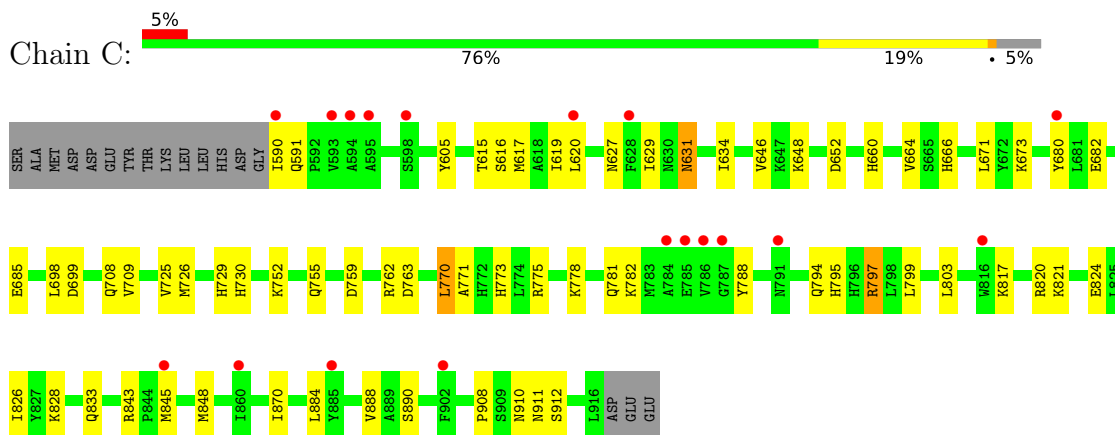 5%
Chain C:
76% 19% • 5%
SER ALA MET ASP ASP GLU TYR THR LYS LEU LEU HIS ASP GLY I590 Q591 P592 V593 A594 A595 S598 Y605 T615 S616 M617 A618 I619 L620 N627 F628 I629 N630 N631 I634 V646 K647 K648 D652 H660 V664 S665 H666 L671 Y672 K673 Y680 L681 E682
E685 L698 D699 Q708 V709 V725 M726 H729 H730 K752 Q755 D759 R762 D763 L770 A771 H772 H773 L774 R775 K778 Q781 K782 M783 A784 E785 V786 G787 Y788 N791 Q794 H795 H796 R797 L798 L799 L803 W816 K817 R820 K821 E824 L825
I826 Y827 K828 Q833 R843 P844 M845 M848 I860 I870 L884 Y885 V888 A889 S890 F902 P908 S909 N910 N911 S912 L916 ASP GLU GLU